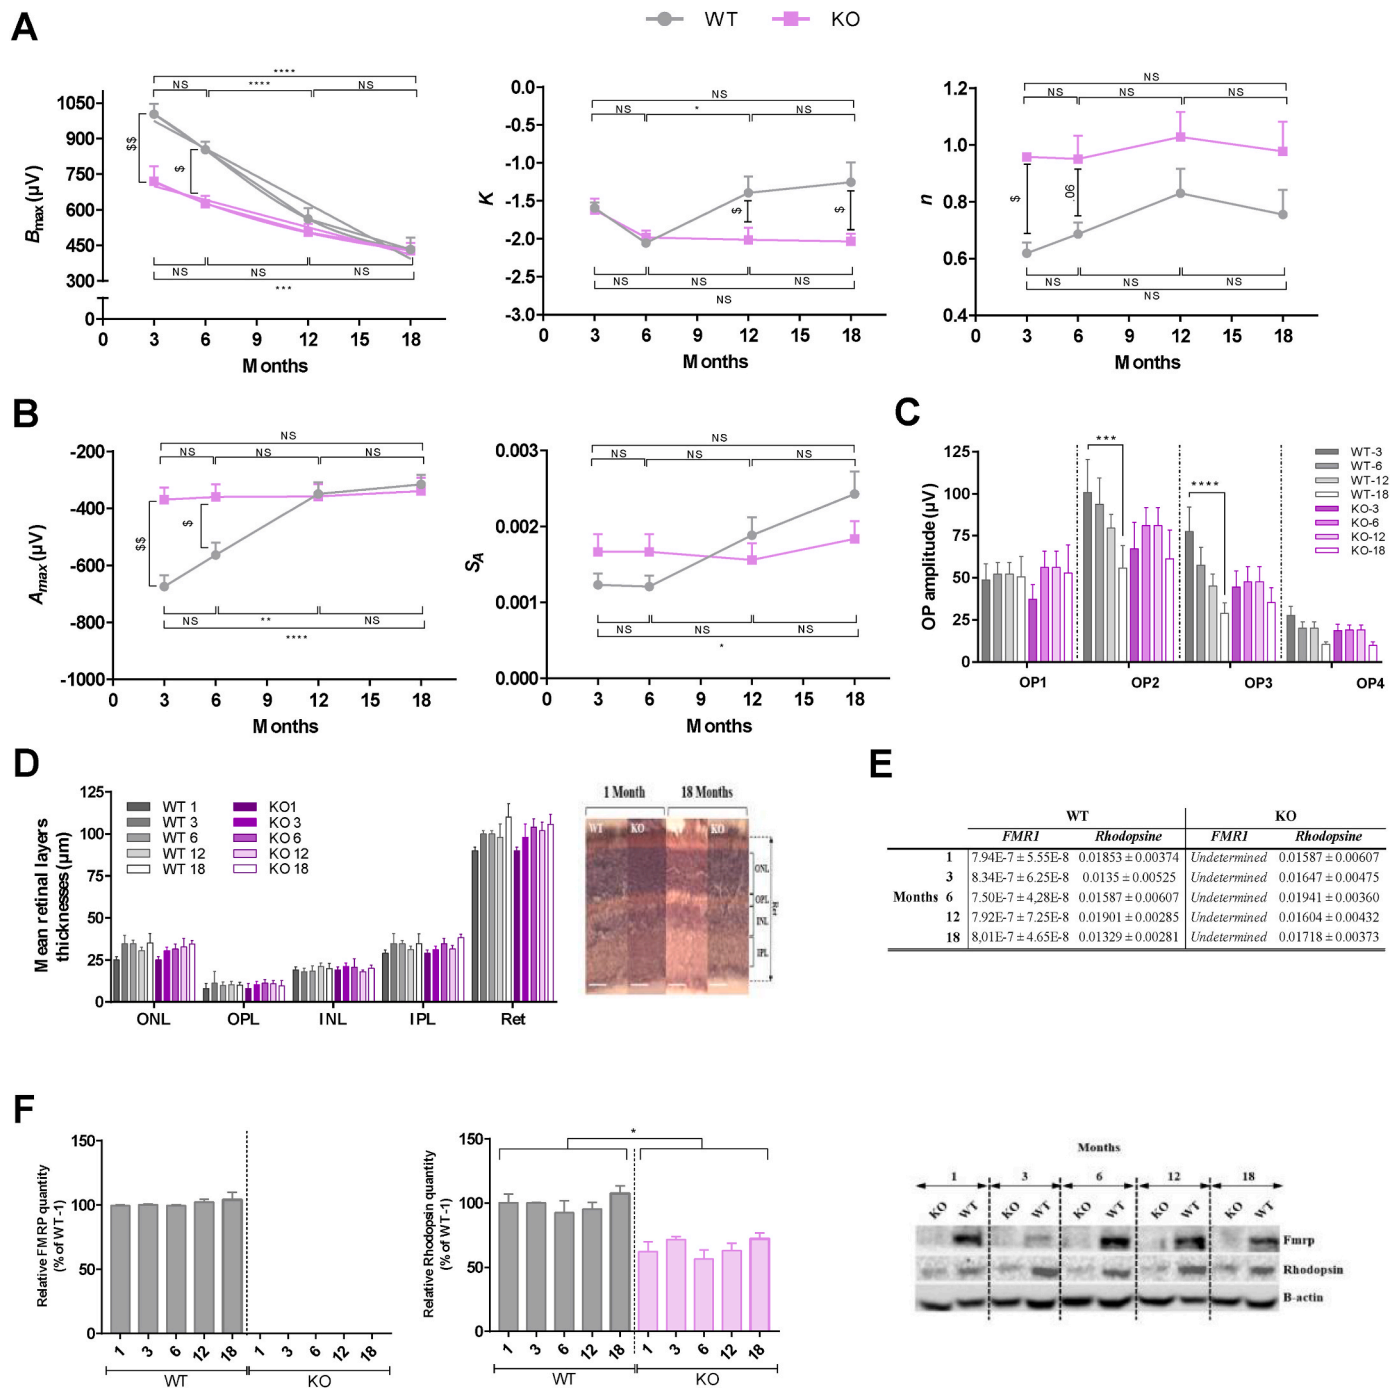 WT KO
A
****
NS **** NS
1050
900
750
600
450
300
0
Bmax (µV)
$$
$
NS NS NS
***
0 3 6 9 12 15 18
Months
0.0
-0.5
-1.0
-1.5
-2.0
-2.5
-3.0
K
NS
NS * NS
$ $
NS NS NS
NS
0 3 6 9 12 15 18
Months
1.2
1.0
0.8
0.6
0.4
n
NS
NS NS NS
$ .06
NS NS NS
NS
0 3 6 9 12 15 18
Months
B
-200
-400
-600
-800
-1000
Amax (µV)
NS
NS NS NS
$$
$
NS ** NS
****
0 3 6 9 12 15 18
Months
0.003
0.002
0.001
0.000
SA
NS
NS NS NS
NS NS NS
*
0 3 6 9 12 15 18
Months
C
125
100
75
50
25
0
OP amplitude (µV)
***
****
OP1 OP2 OP3 OP4
WT-3
WT-6
WT-12
WT-18
KO-3
KO-6
KO-12
KO-18
D
125
100
75
50
25
0
Mean retinal layers
thicknesses (µm)
WT 1 KO1
WT 3 KO 3
WT 6 KO 6
WT 12 KO 12
WT 18 KO 18
ONL OPL INL IPL Ret
1 Month 18 Months
WT KO KO
ONL
OPL
INL
IPL
Ret
E
WT KO
FMR1 Rhodopsine FMR1 Rhodopsine
1 7.94E-7 ± 5.55E-8 0.01853 ± 0.00374 Undetermined 0.01587 ± 0.00607
3 8.34E-7 ± 6.25E-8 0.0135 ± 0.00525 Undetermined 0.01647 ± 0.00475
Months 6 7.50E-7 ± 4,28E-8 0.01587 ± 0.00607 Undetermined 0.01941 ± 0.00360
12 7.92E-7 ± 7.25E-8 0.01901 ± 0.00285 Undetermined 0.01604 ± 0.00432
18 8,01E-7 ± 4.65E-8 0.01329 ± 0.00281 Undetermined 0.01718 ± 0.00373
F
150
100
50
0
Relative FMRP quantity
(% of WT-1)
1 3 6 12 18 1 3 6 12 18
WT KO
150
100
50
0
Relative Rhodopsin quantity
(% of WT-1)
*
1 3 6 12 18 1 3 6 12 18
WT KO
Months
1 3 6 12 18
KO WT KO WT KO WT KO WT KO WT
Fmrp
Rhodopsin
B-actin